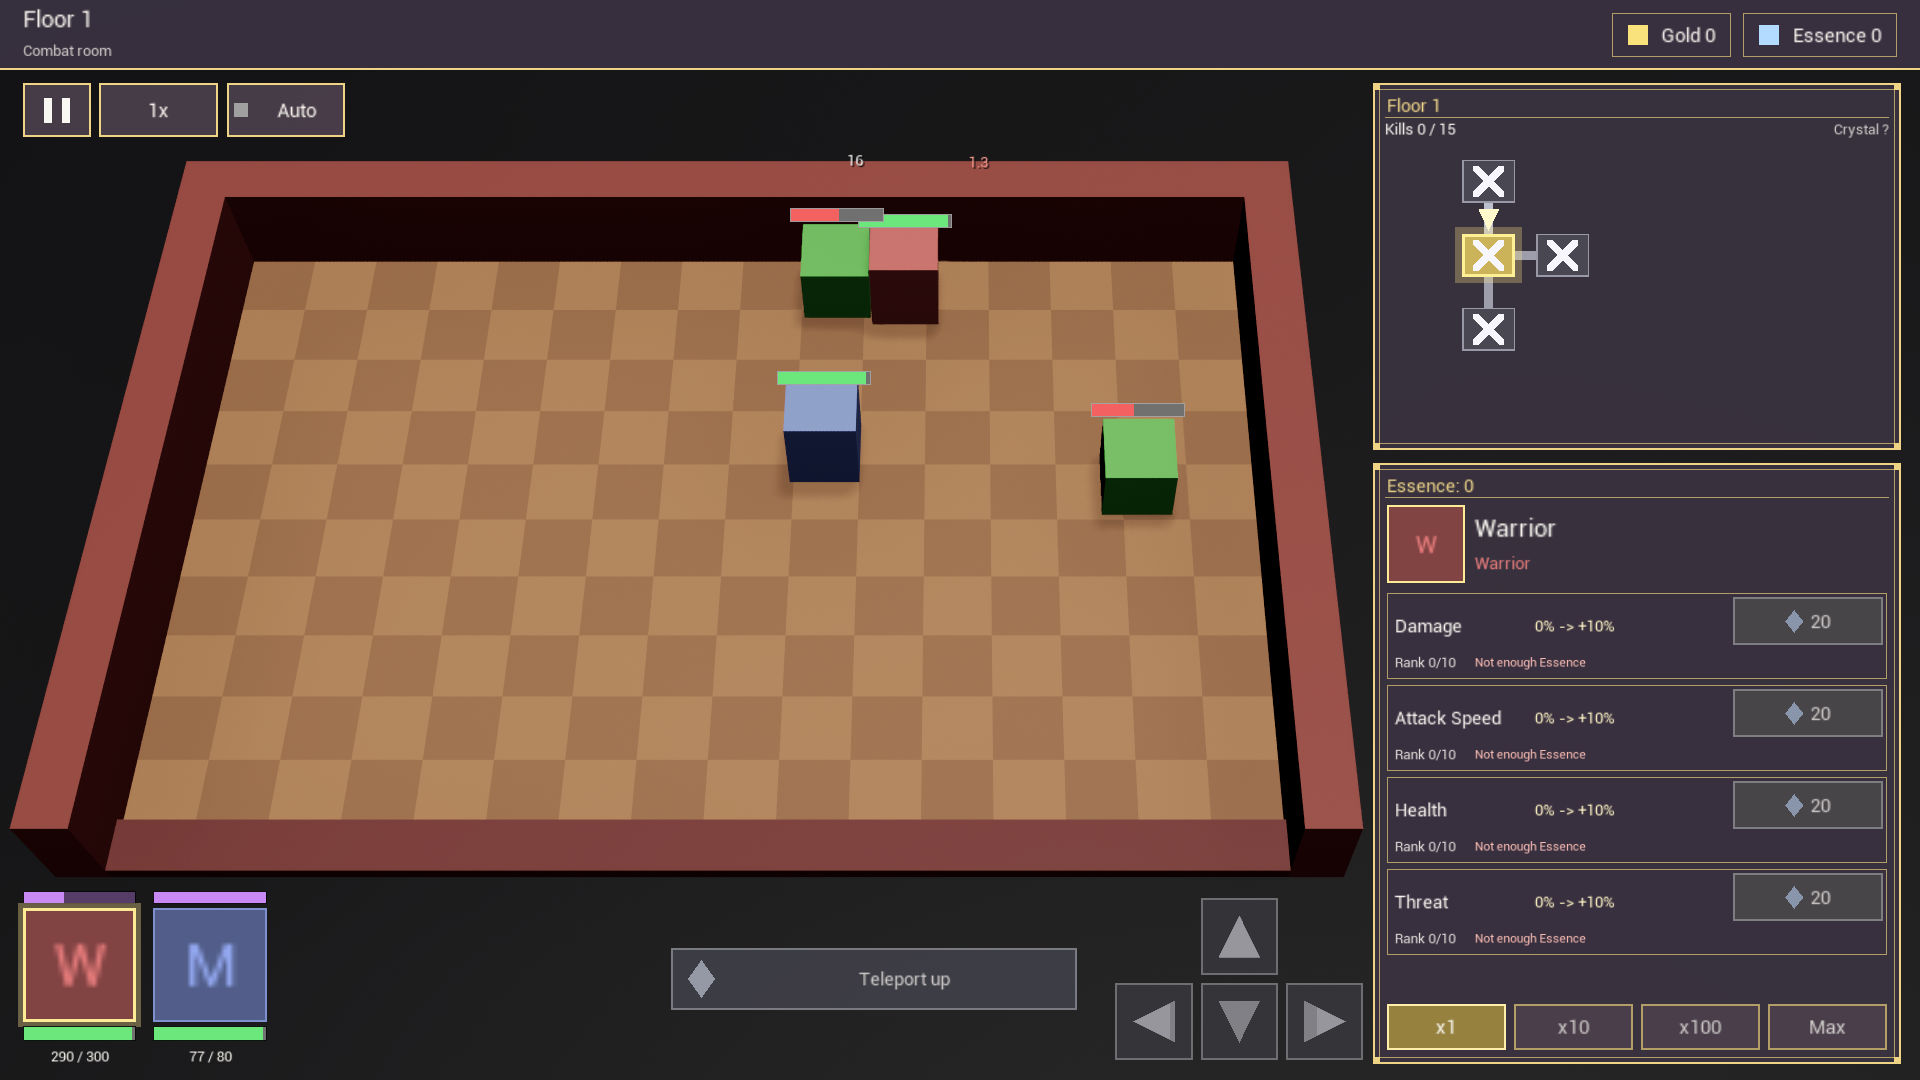 Floor 1
Combat room
Gold 0
Essence 0
1x
Auto
16
1.3
Floor 1
Kills 0 / 15
Crystal ?
Essence: 0
W
Warrior
Warrior
Damage
0% -> +10%
20
Rank 0/10
Not enough Essence
Attack Speed
0% -> +10%
20
Rank 0/10
Not enough Essence
Health
0% -> +10%
20
Rank 0/10
Not enough Essence
Threat
0% -> +10%
20
Rank 0/10
Not enough Essence
x1
x10
x100
Max
W
M
290 / 300
77 / 80
Teleport up